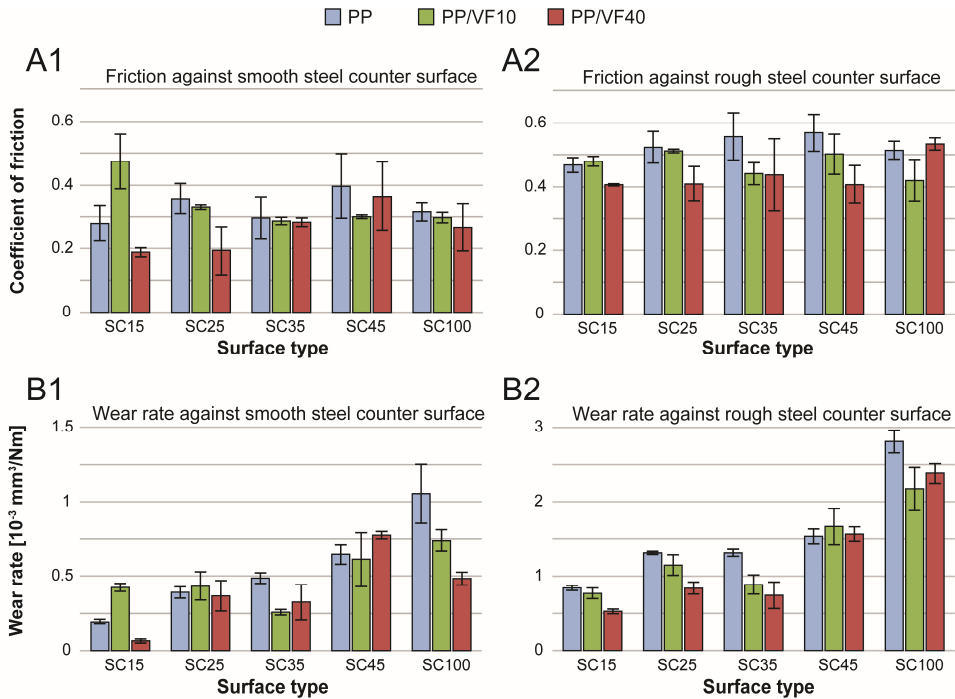 PP PP/VF10 PP/VF40
A1
Friction against smooth steel counter surface
Coefficient of friction
0.6
0.4
0.2
0
SC15 SC25 SC35 SC45 SC100
Surface type
A2
Friction against rough steel counter surface
0.6
0.4
0.2
0
SC15 SC25 SC35 SC45 SC100
Surface type
B1
Wear rate against smooth steel counter surface
Wear rate [10⁻³ mm³/Nm]
1.5
1
0.5
0
SC15 SC25 SC35 SC45 SC100
Surface type
B2
Wear rate against rough steel counter surface
3
2
1
0
SC15 SC25 SC35 SC45 SC100
Surface type